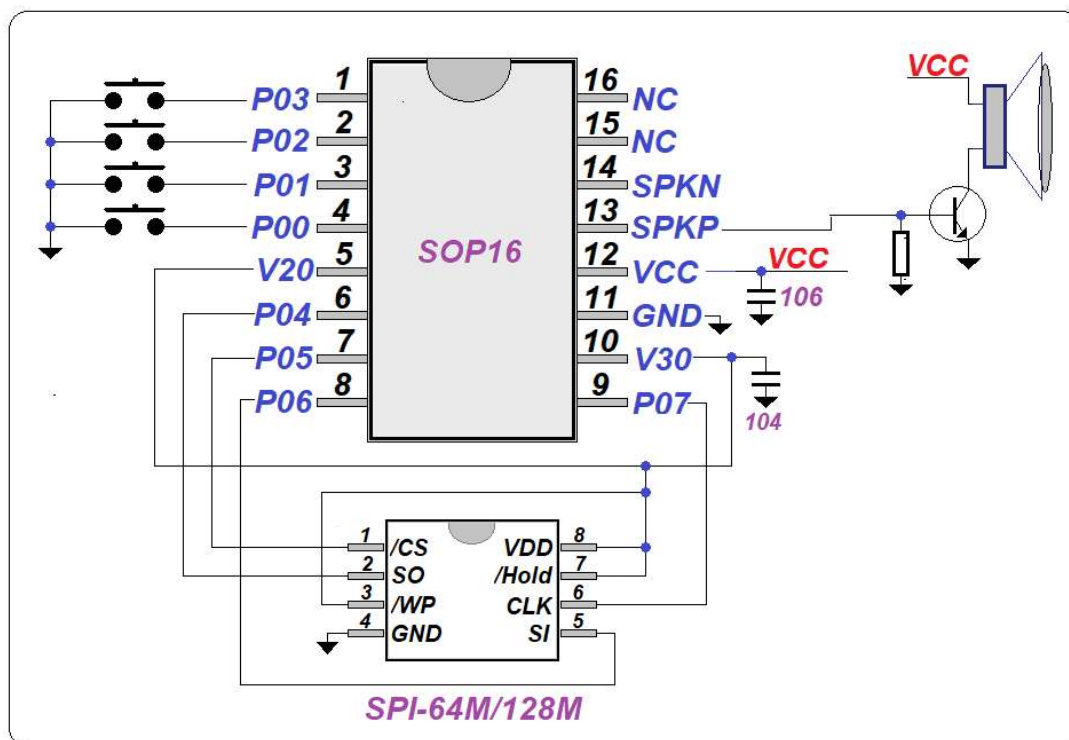 VCC
1
P03
16
NC
2
P02
15
NC
3
P01
14
SPKN
4
P00
13
SPKP
SOP16
5
V20
12
VCC
VCC
106
6
P04
11
GND
7
P05
10
V30
8
P06
9
P07
104
1
/CS
VDD
8
2
SO
/Hold
7
3
/WP
CLK
6
4
GND
SI
5
SPI-64M/128M